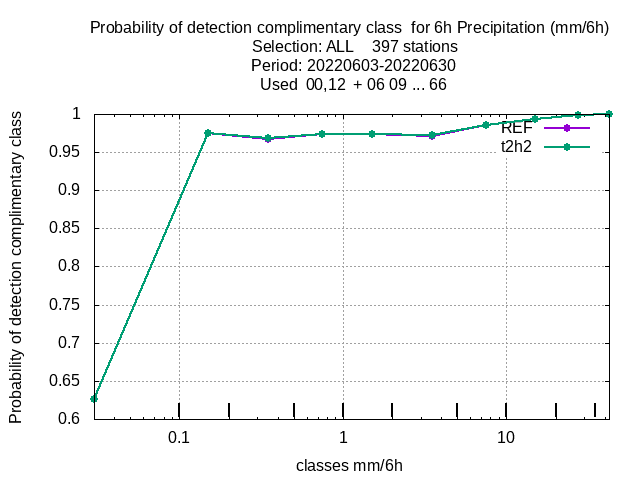 Probability of detection complimentary class  for 6h Precipitation (mm/6h)
Selection: ALL    397 stations
Period: 20220603-20220630
Used  00,12  + 06 09 ... 66
Probability of detection complimentary class
1
0.95
0.9
0.85
0.8
0.75
0.7
0.65
0.6
REF
t2h2
0.1
1
10
classes mm/6h